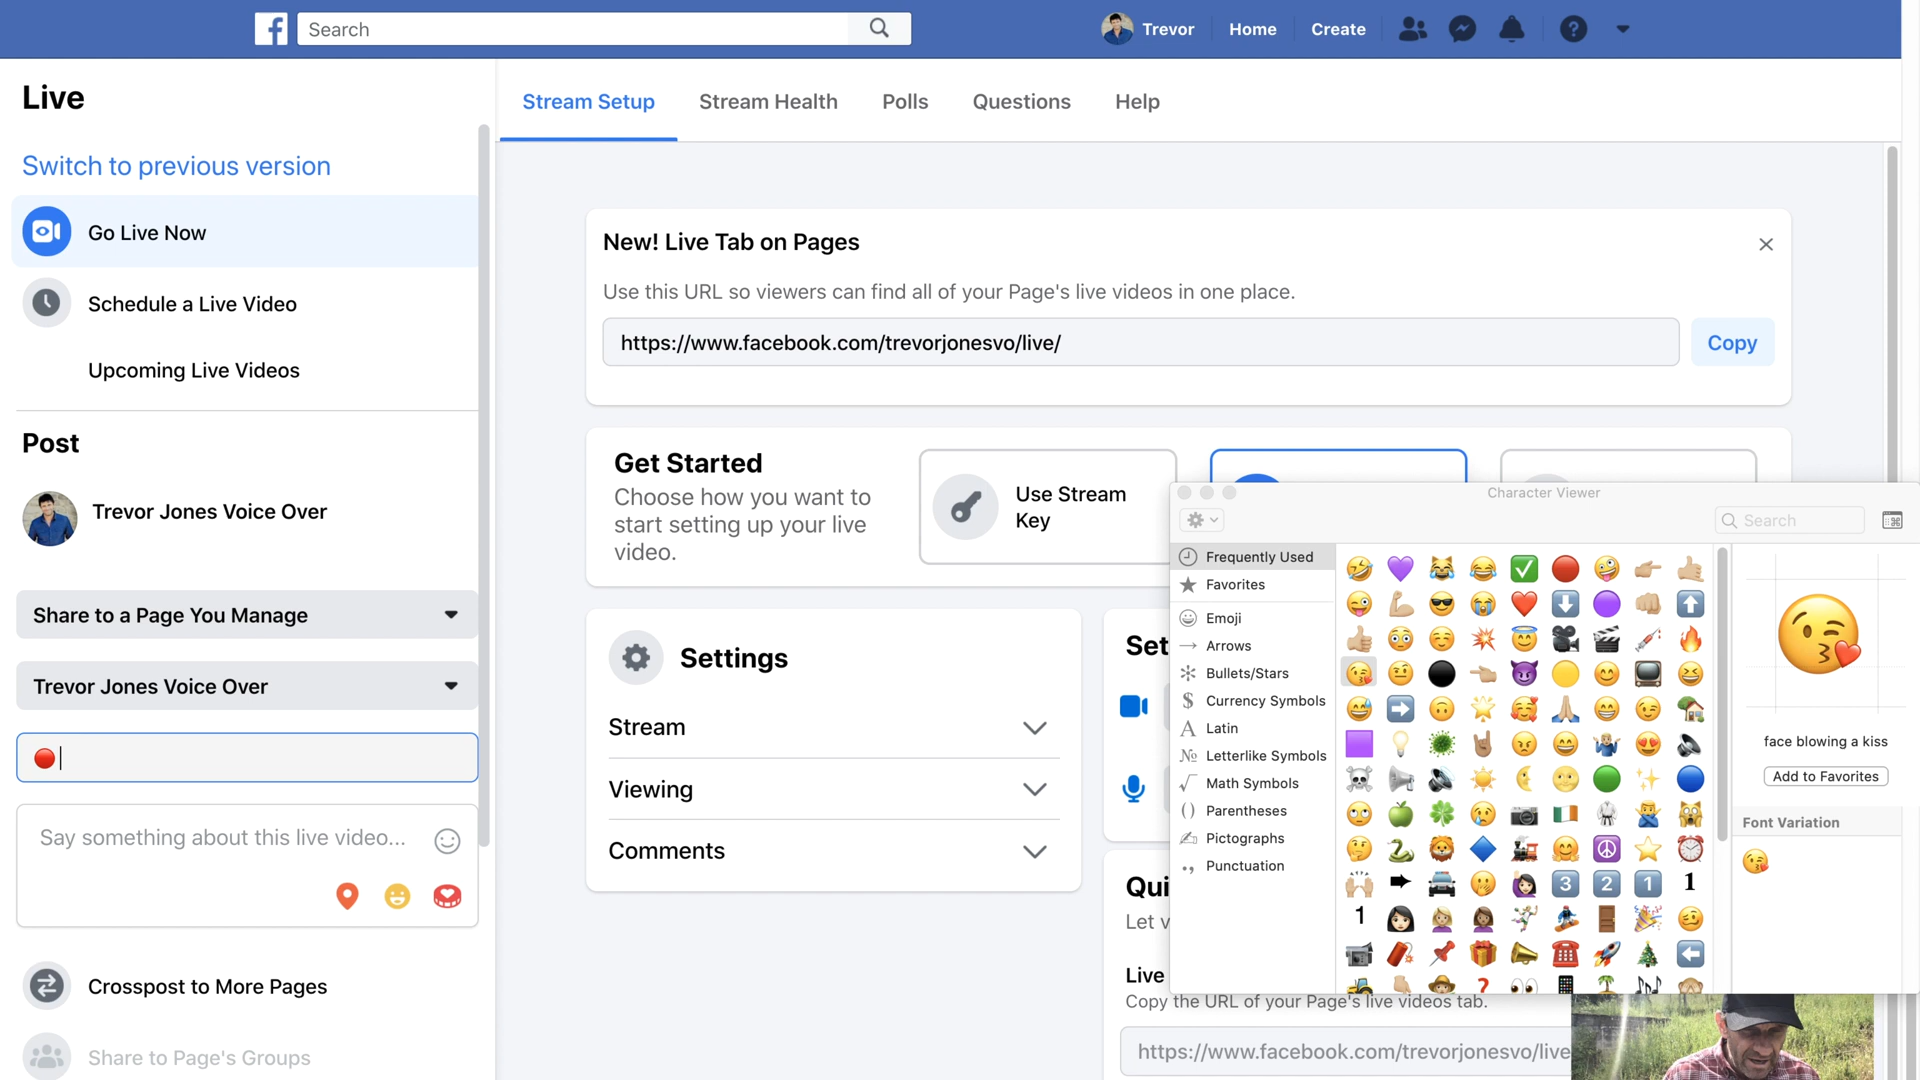 Search
Trevor
Home
Create
Live
Switch to previous version
Go Live Now
Schedule a Live Video
Upcoming Live Videos
Post
Trevor Jones Voice Over
Share to a Page You Manage
Trevor Jones Voice Over
Say something about this live video...
Crosspost to More Pages
Share to Page's Groups
Stream Setup
Stream Health
Polls
Questions
Help
New! Live Tab on Pages
Use this URL so viewers can find all of your Page's live videos in one place.
https://www.facebook.com/trevorjonesvo/live/
Copy
Get Started
Choose how you want to
start setting up your live
video.
Use Stream
Key
Settings
Stream
Viewing
Comments
Set
Qui
Let v
Live
Copy the URL of your Page's live videos tab.
https://www.facebook.com/trevorjonesvo/live
Character Viewer
Search
Frequently Used
Favorites
Emoji
Arrows
Bullets/Stars
Currency Symbols
Latin
Letterlike Symbols
Math Symbols
Parentheses
Pictographs
Punctuation
face blowing a kiss
Add to Favorites
Font Variation